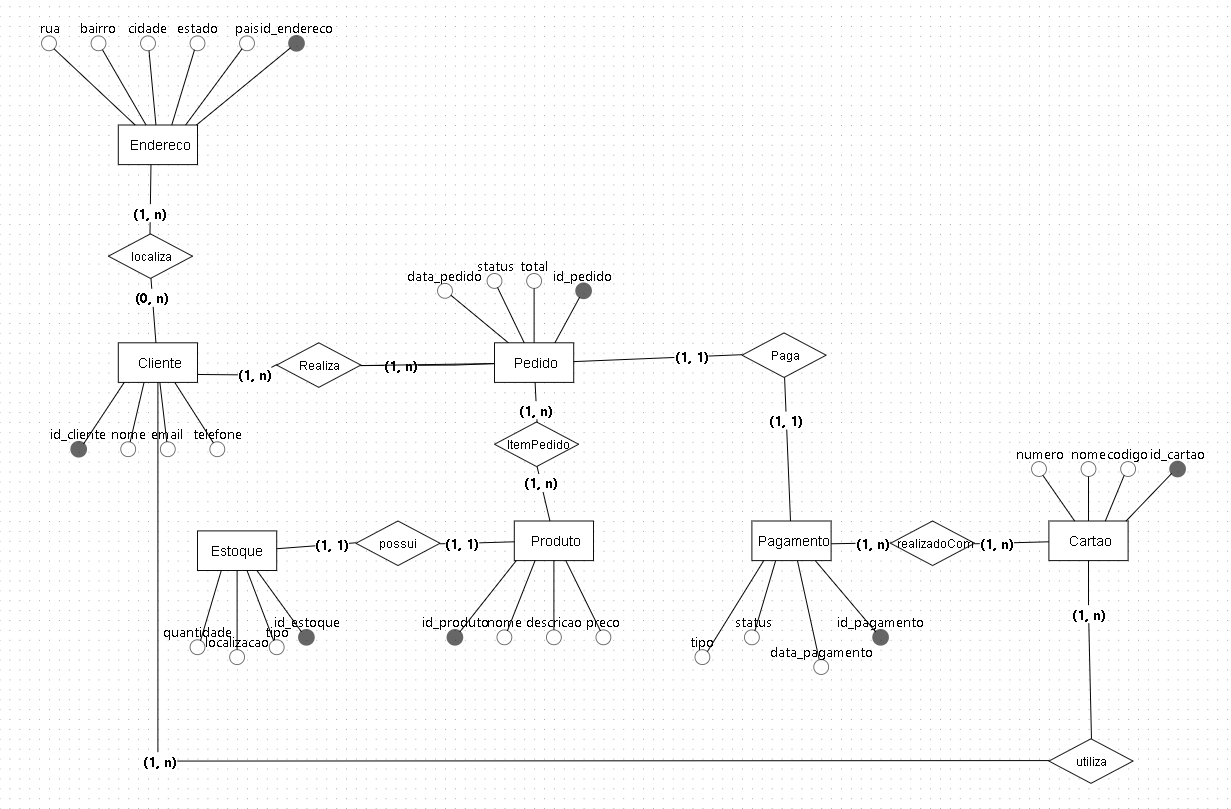 rua bairro cidade estado pais id_endereco
Endereco
(1, n)
localiza
(0, n)
data_pedido status total id_pedido
Cliente (1, n) Realiza (1, n) Pedido (1, 1) Paga
id_cliente nome email telefone
(1, n)
ItemPedido
(1, n)
(1, 1)
numero nome codigo id_cartao
Estoque (1, 1) possui (1, 1) Produto
Pagamento (1, n) realizadoCom (1, n) Cartao
quantidade localizacao tipo id_estoque
id_produto nome descricao preco
tipo status data_pagamento id_pagamento
(1, n)
(1, n) utiliza